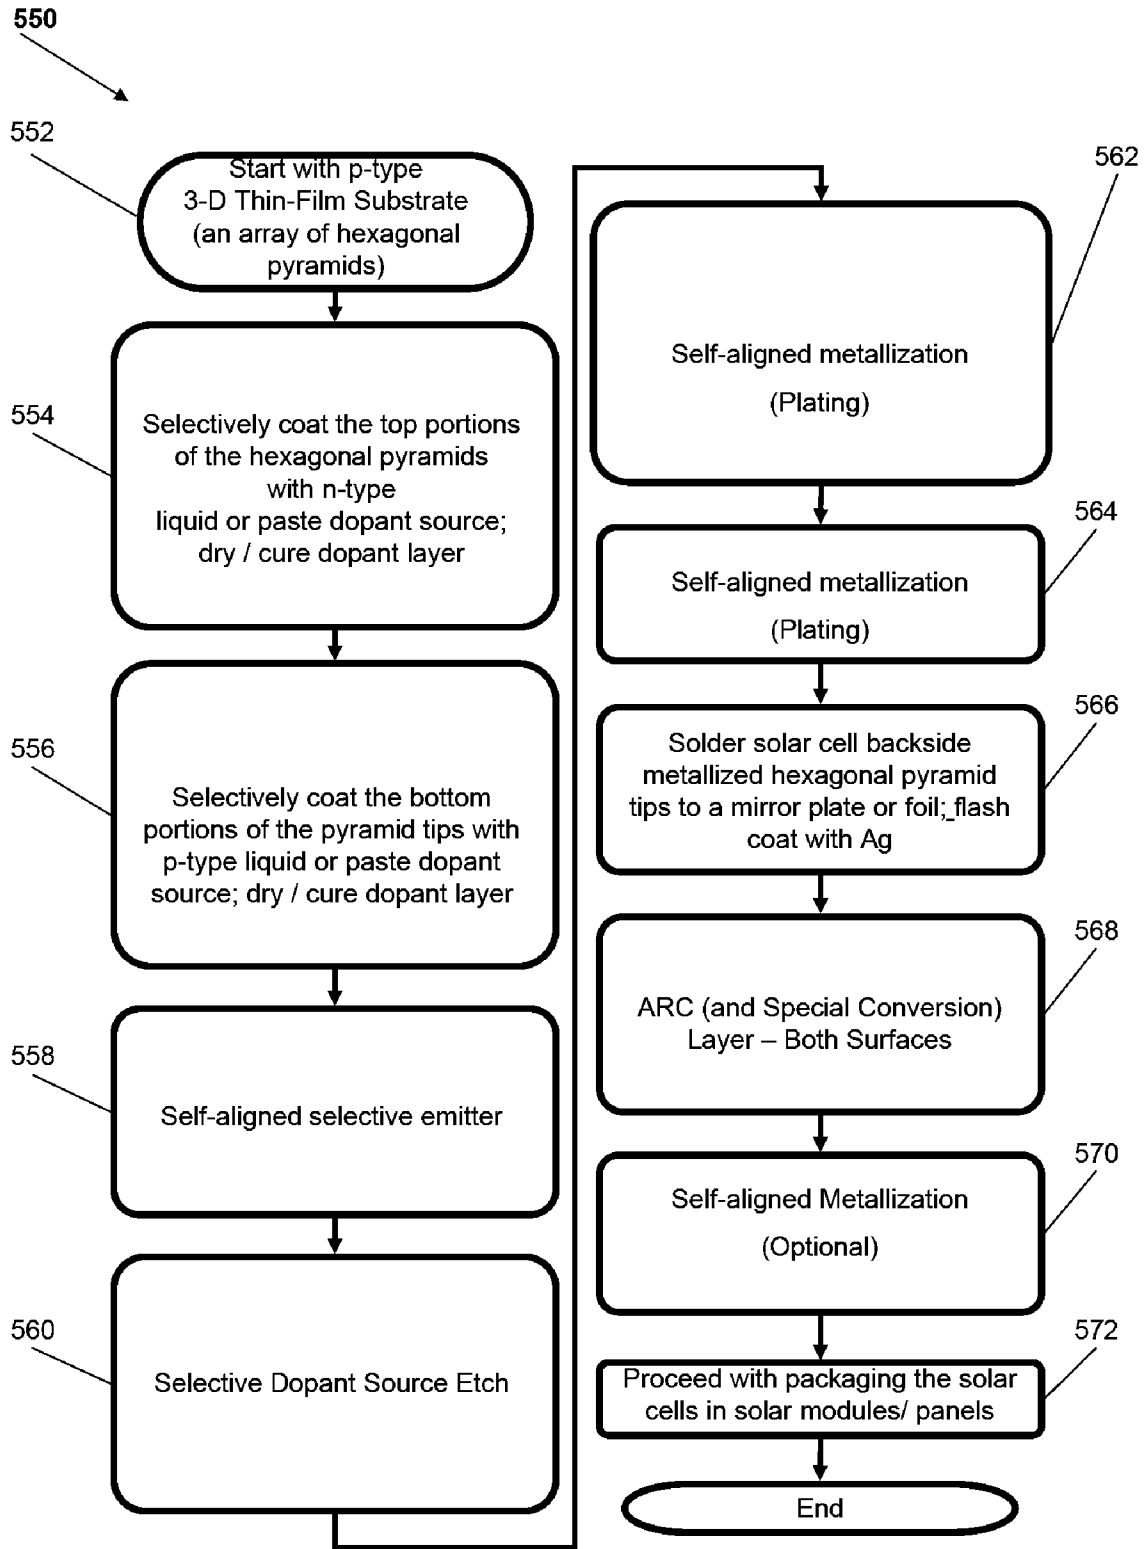 550
552
Start with p-type
3-D Thin-Film Substrate
(an array of hexagonal
pyramids)
554
Selectively coat the top portions
of the hexagonal pyramids
with n-type
liquid or paste dopant source;
dry / cure dopant layer
556
Selectively coat the bottom
portions of the pyramid tips with
p-type liquid or paste dopant
source; dry / cure dopant layer
558
Self-aligned selective emitter
560
Selective Dopant Source Etch
562
Self-aligned metallization
(Plating)
564
Self-aligned metallization
(Plating)
566
Solder solar cell backside
metallized hexagonal pyramid
tips to a mirror plate or foil; flash
coat with Ag
568
ARC (and Special Conversion)
Layer – Both Surfaces
570
Self-aligned Metallization
(Optional)
572
Proceed with packaging the solar
cells in solar modules/ panels
End